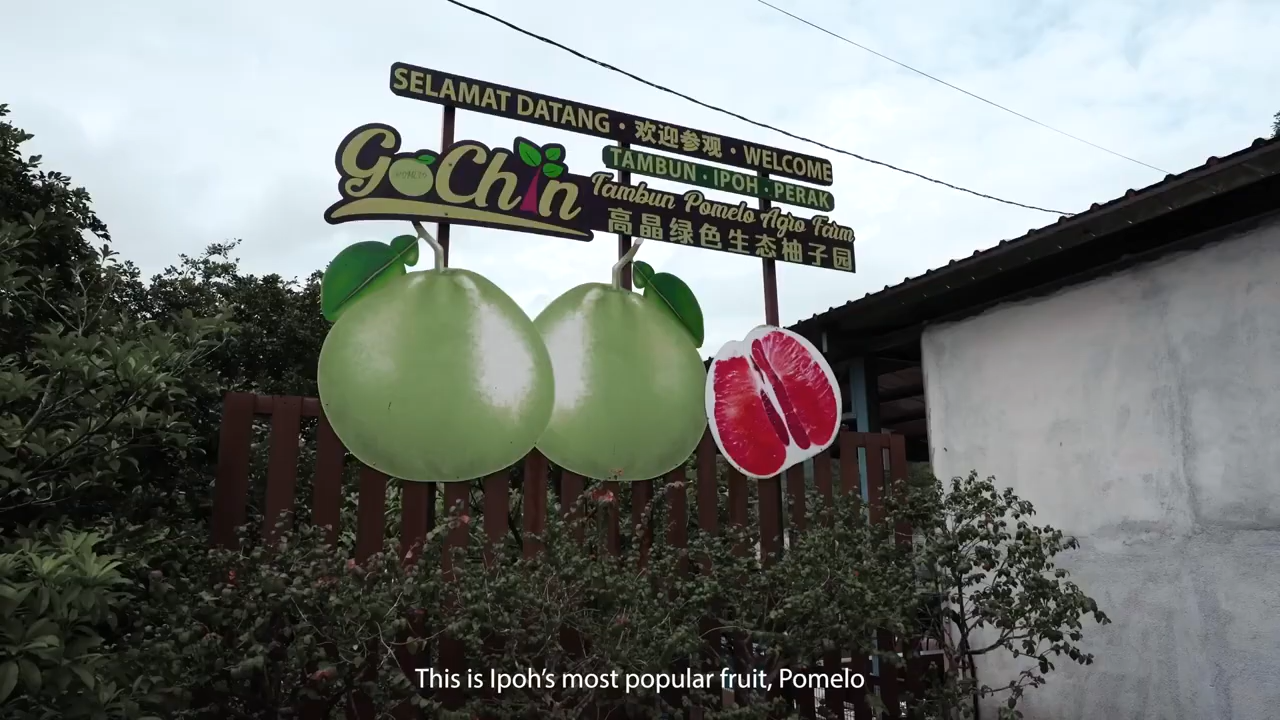 SELAMAT DATANG · 欢迎参观 · WELCOME
TAMBUN · IPOH · PERAK
GoChin
Tambun Pomelo Agro Farm
高晶绿色生态柚子园
This is Ipoh's most popular fruit, Pomelo